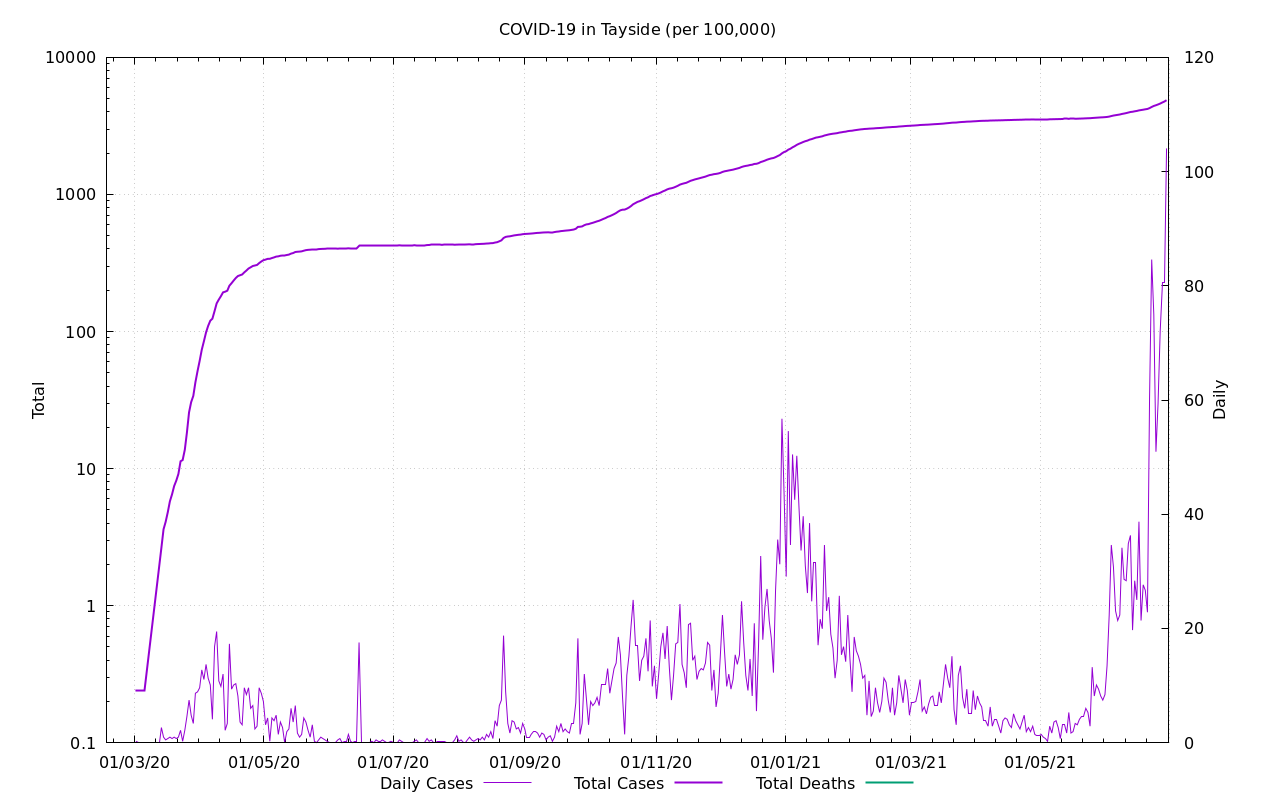 COVID-19 in Tayside (per 100,000)
10000
1000
100
10
1
0.1
Total
120
100
80
60
40
20
0
Daily
01/03/20 01/05/20 01/07/20 01/09/20 01/11/20 01/01/21 01/03/21 01/05/21
Daily Cases Total Cases Total Deaths